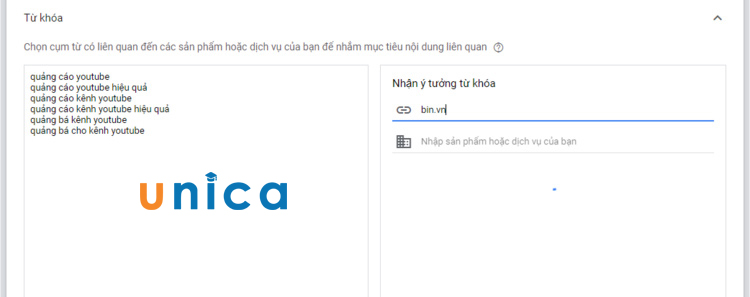 Từ khóa
Chọn cụm từ có liên quan đến các sản phẩm hoặc dịch vụ của bạn để nhắm mục tiêu nội dung liên quan
quảng cáo youtube
quảng cáo youtube hiệu quả
quảng cáo kênh youtube
quảng cáo kênh youtube hiệu quả
quảng bá kênh youtube
quảng bá cho kênh youtube
unica
Nhận ý tưởng từ khóa
bin.vn
Nhập sản phẩm hoặc dịch vụ của bạn